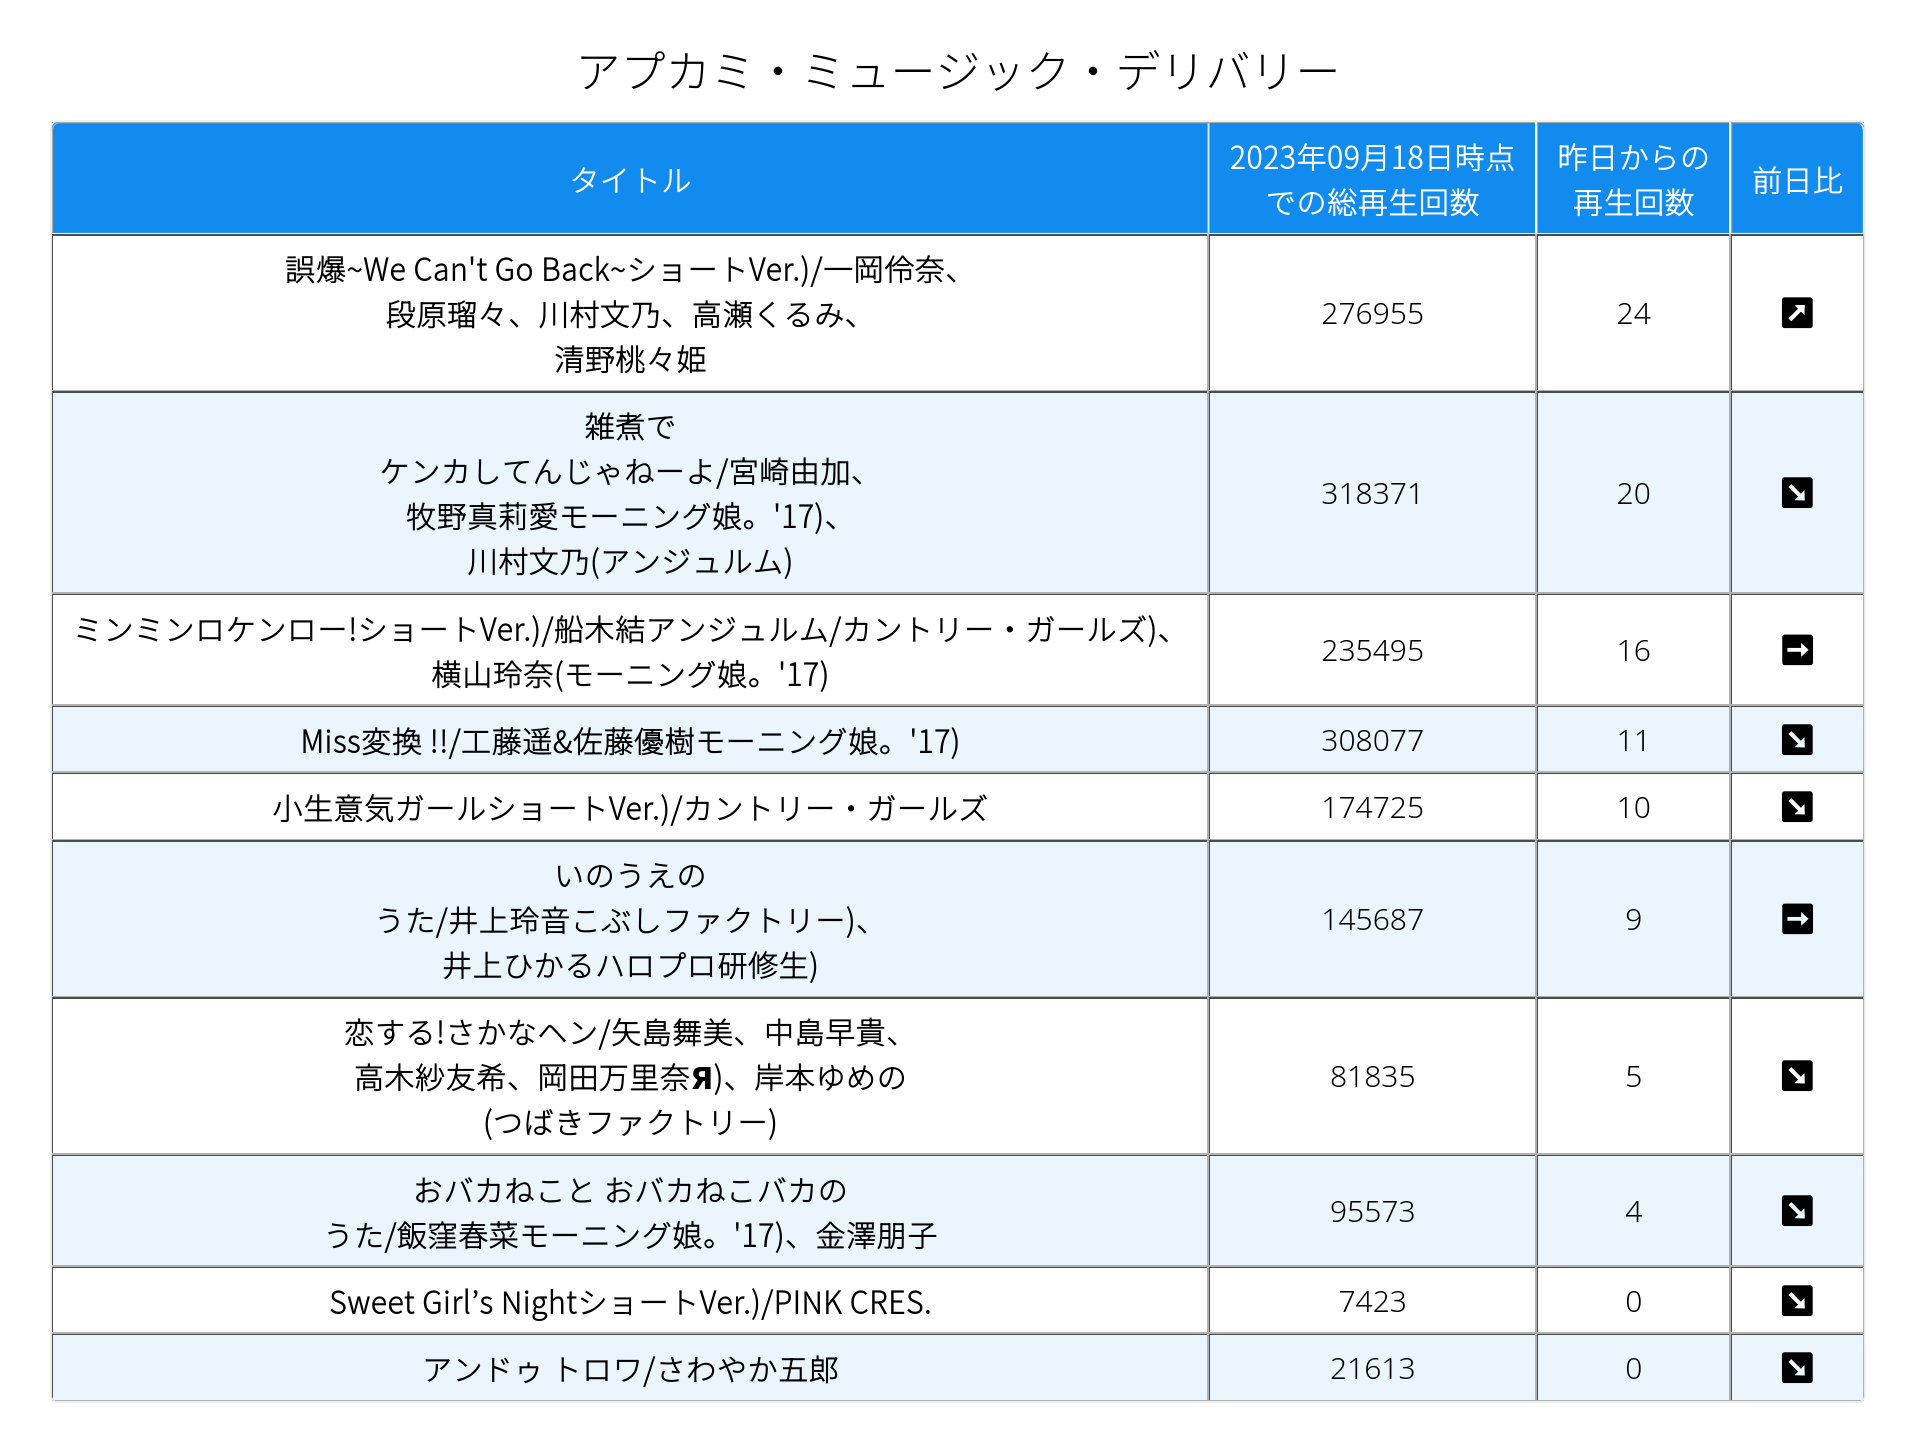 アプカミ・ミュージック・デリバリー
タイトル
2023年09月18日時点
での総再生回数
昨日からの
再生回数
前日比
誤爆~We Can't Go Back~ショートVer.)/一岡伶奈、
段原瑠々、川村文乃、高瀬くるみ、
清野桃々姫
276955
24
雑煮で
ケンカしてんじゃねーよ/宮崎由加、
牧野真莉愛モーニング娘。'17)、
川村文乃(アンジュルム)
318371
20
ミンミンロケンロー!ショートVer.)/船木結アンジュルム/カントリー・ガールズ)、
横山玲奈(モーニング娘。'17)
235495
16
Miss変換 !!/工藤遥&佐藤優樹モーニング娘。'17)
308077
11
小生意気ガールショートVer.)/カントリー・ガールズ
174725
10
いのうえの
うた/井上玲音こぶしファクトリー)、
井上ひかるハロプロ研修生)
145687
9
恋する!さかなヘン/矢島舞美、中島早貴、
高木紗友希、岡田万里奈Я)、岸本ゆめの
(つばきファクトリー)
81835
5
おバカねこと おバカねこバカの
うた/飯窪春菜モーニング娘。'17)、金澤朋子
95573
4
Sweet Girl’s NightショートVer.)/PINK CRES.
7423
0
アンドゥ トロワ/さわやか五郎
21613
0